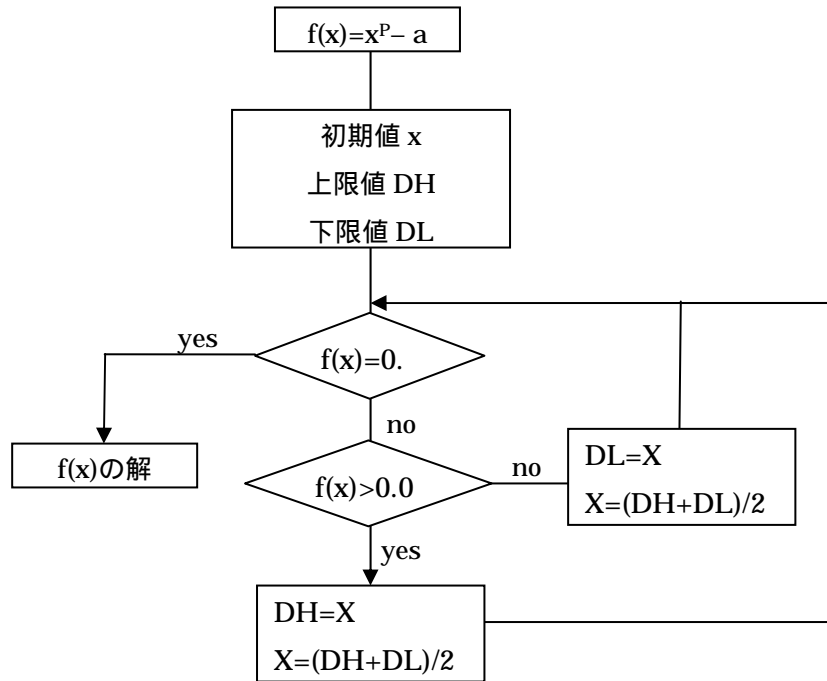 f(x)=xᴾ– a
初期値 x
上限値 DH
下限値 DL
yes
f(x)=0.
no
f(x)の解
f(x)>0.0
no
DL=X
X=(DH+DL)/2
yes
DH=X
X=(DH+DL)/2